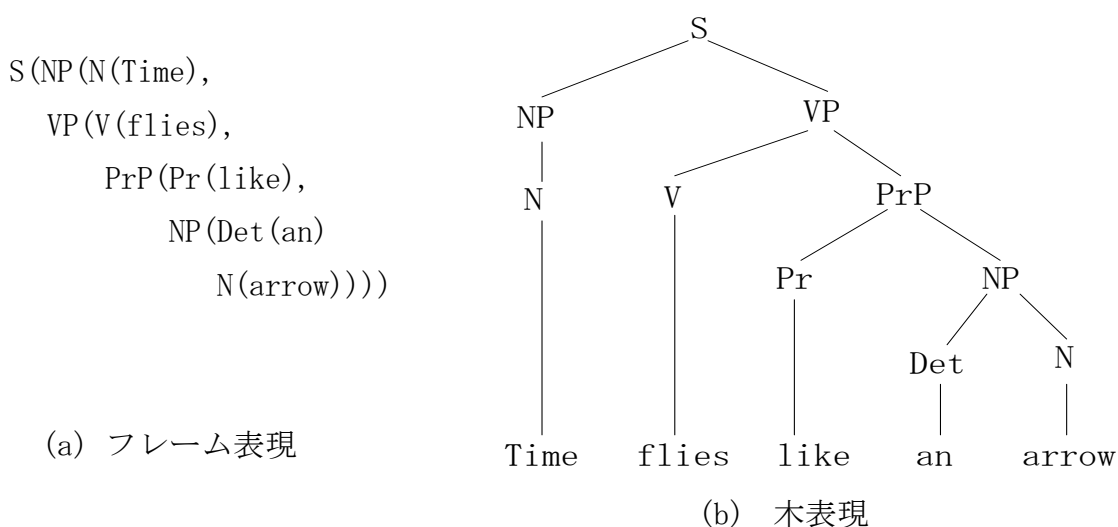 S(NP(N(Time),
VP(V(flies),
PrP(Pr(like),
NP(Det(an)
N(arrow))))
(a) フレーム表現
S
NP VP
N V PrP
Pr NP
Det N
Time flies like an arrow
(b) 木表現